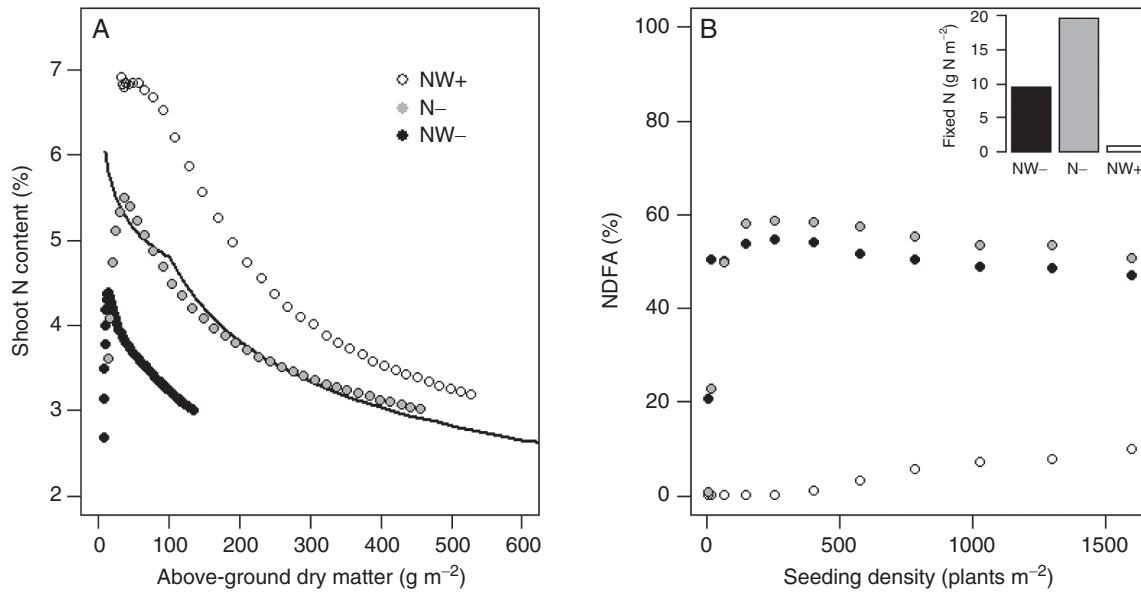 A
7
6
5
4
3
2
Shoot N content (%)
NW+
N−
NW−
0 100 200 300 400 500 600
Above-ground dry matter (g m−2)
B
100
80
60
40
20
0
NDFA (%)
20
15
10
5
0
Fixed N (g N m−2)
NW− N− NW+
0 500 1000 1500
Seeding density (plants m−2)